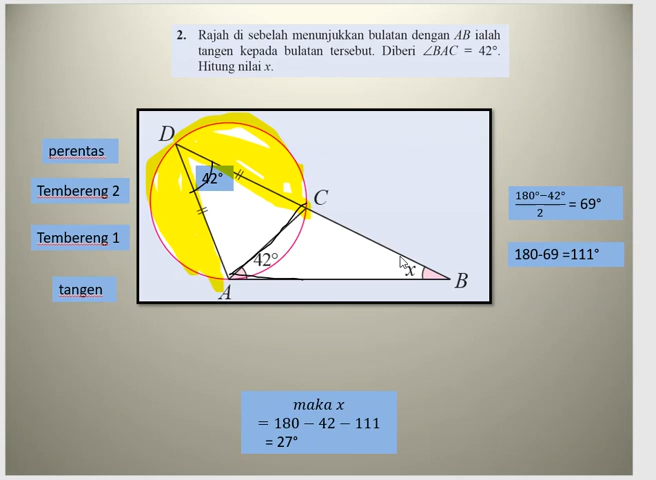 2. Rajah di sebelah menunjukkan bulatan dengan AB ialah
tangen kepada bulatan tersebut. Diberi ∠BAC = 42°.
Hitung nilai x.
perentas
Tembereng 2
Tembereng 1
tangen
D
42°
C
42°
x
A
B
180°−42°
2
= 69°
180-69 =111°
maka x
= 180 − 42 − 111
= 27°